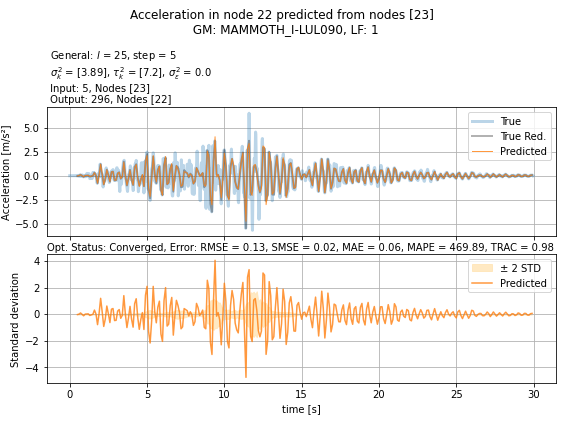 Acceleration in node 22 predicted from nodes [23]
GM: MAMMOTH_I-LUL090, LF: 1
General: l = 25, step = 5
σ²ₖ = [3.89], τ²ₖ = [7.2], σ²ε = 0.0
Input: 5, Nodes [23]
Output: 296, Nodes [22]
Acceleration [m/s²]
5.0
2.5
0.0
−2.5
−5.0
True
True Red.
Predicted
Opt. Status: Converged, Error: RMSE = 0.13, SMSE = 0.02, MAE = 0.06, MAPE = 469.89, TRAC = 0.98
Standard deviation
4
2
0
−2
−4
± 2 STD
Predicted
0 5 10 15 20 25 30
time [s]